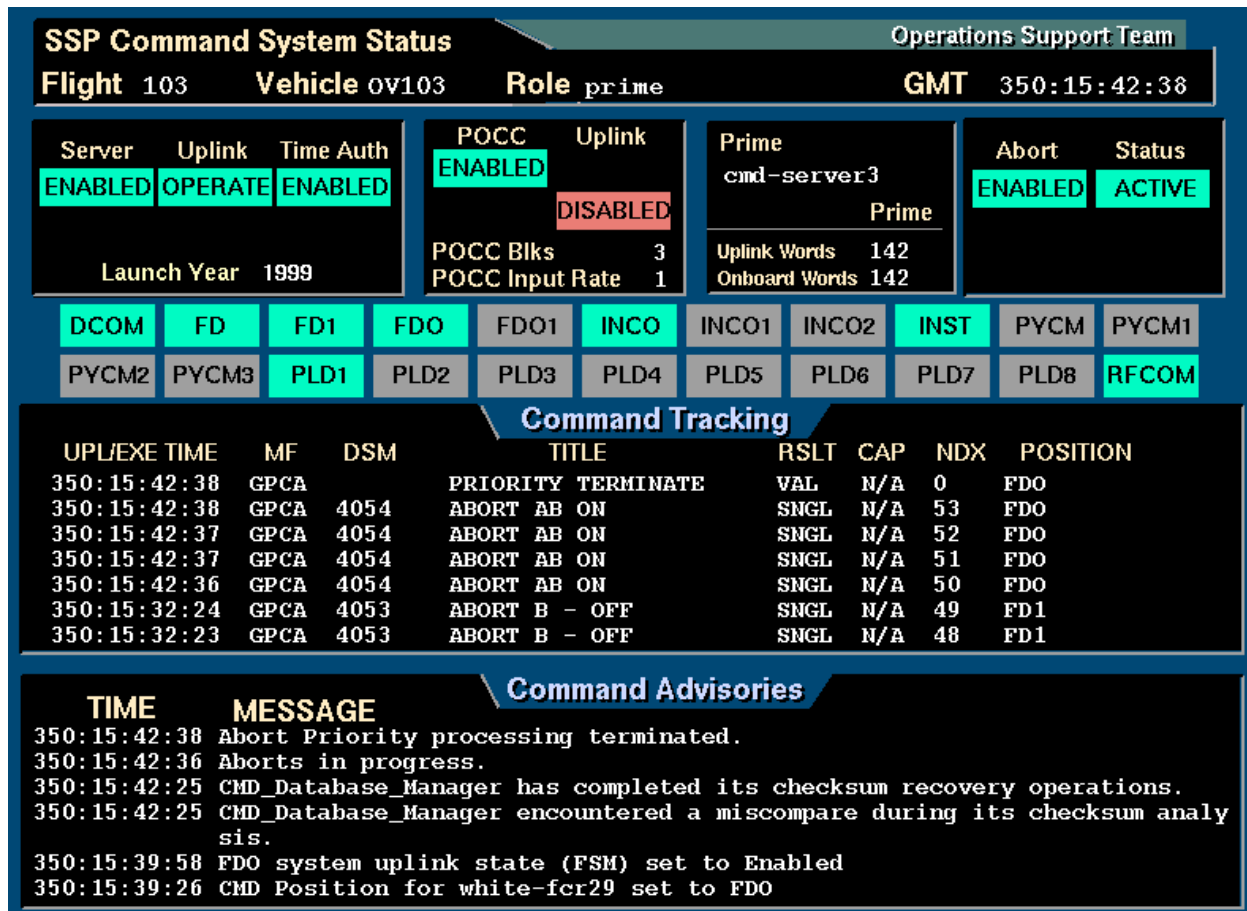 SSP Command System Status Operations Support Team
Flight 103 Vehicle OV103 Role prime GMT 350:15:42:38
Server Uplink Time Auth
ENABLED OPERATE ENABLED
Launch Year 1999
POCC Uplink
ENABLED
DISABLED
POCC Blks 3
POCC Input Rate 1
Prime
cmd-server3
Prime
Uplink Words 142
Onboard Words 142
Abort Status
ENABLED ACTIVE
DCOM FD FD1 FDO FDO1 INCO INCO1 INCO2 INST PYCM PYCM1
PYCM2 PYCM3 PLD1 PLD2 PLD3 PLD4 PLD5 PLD6 PLD7 PLD8 RFCOM
Command Tracking
UPL/EXE TIME MF DSM TITLE RSLT CAP NDX POSITION
350:15:42:38 GPCA PRIORITY TERMINATE VAL N/A 0 FDO
350:15:42:38 GPCA 4054 ABORT AB ON SNGL N/A 53 FDO
350:15:42:37 GPCA 4054 ABORT AB ON SNGL N/A 52 FDO
350:15:42:37 GPCA 4054 ABORT AB ON SNGL N/A 51 FDO
350:15:42:36 GPCA 4054 ABORT AB ON SNGL N/A 50 FDO
350:15:32:24 GPCA 4053 ABORT B - OFF SNGL N/A 49 FD1
350:15:32:23 GPCA 4053 ABORT B - OFF SNGL N/A 48 FD1
Command Advisories
TIME MESSAGE
350:15:42:38 Abort Priority processing terminated.
350:15:42:36 Aborts in progress.
350:15:42:25 CMD_Database_Manager has completed its checksum recovery operations.
350:15:42:25 CMD_Database_Manager encountered a miscompare during its checksum analy
sis.
350:15:39:58 FDO system uplink state (FSM) set to Enabled
350:15:39:26 CMD Position for white-fcr29 set to FDO